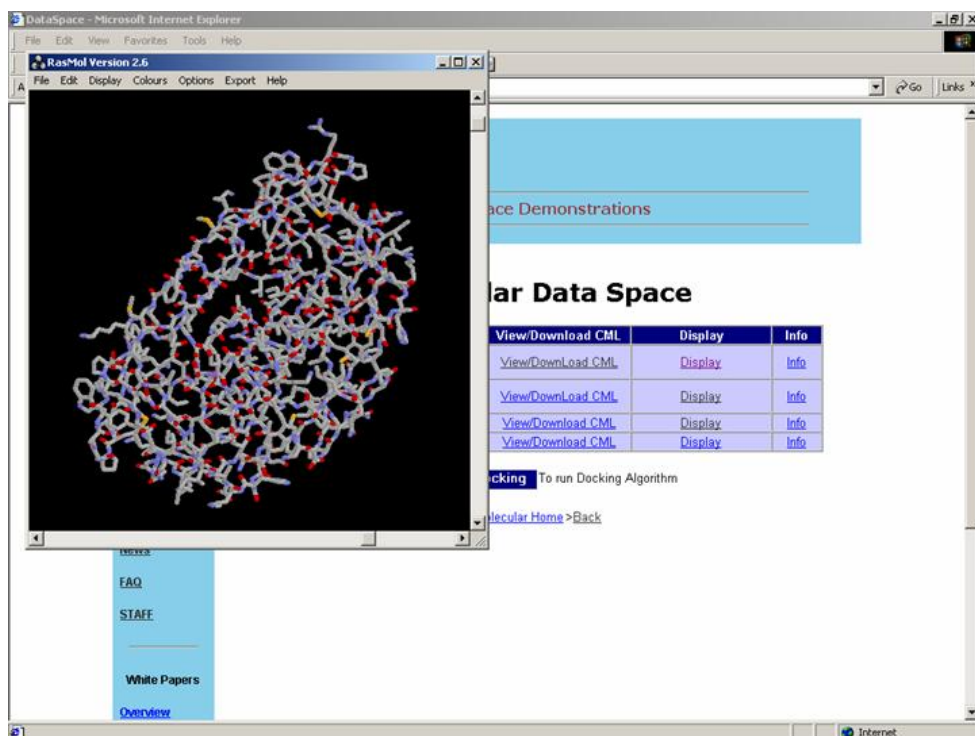 DataSpace - Microsoft Internet Explorer
File Edit View Favorites Tools Help
RasMol Version 2.6
File Edit Display Colours Options Export Help
A Go Links
ace Demonstrations
lar Data Space
View/Download CML Display Info
View/DownLoad CML Display Info
View/DownLoad CML Display Info
View/Download CML Display Info
View/Download CML Display Info
cking To run Docking Algorithm
lecular Home >Back
News
FAQ
STAFF
White Papers
Overview
Internet